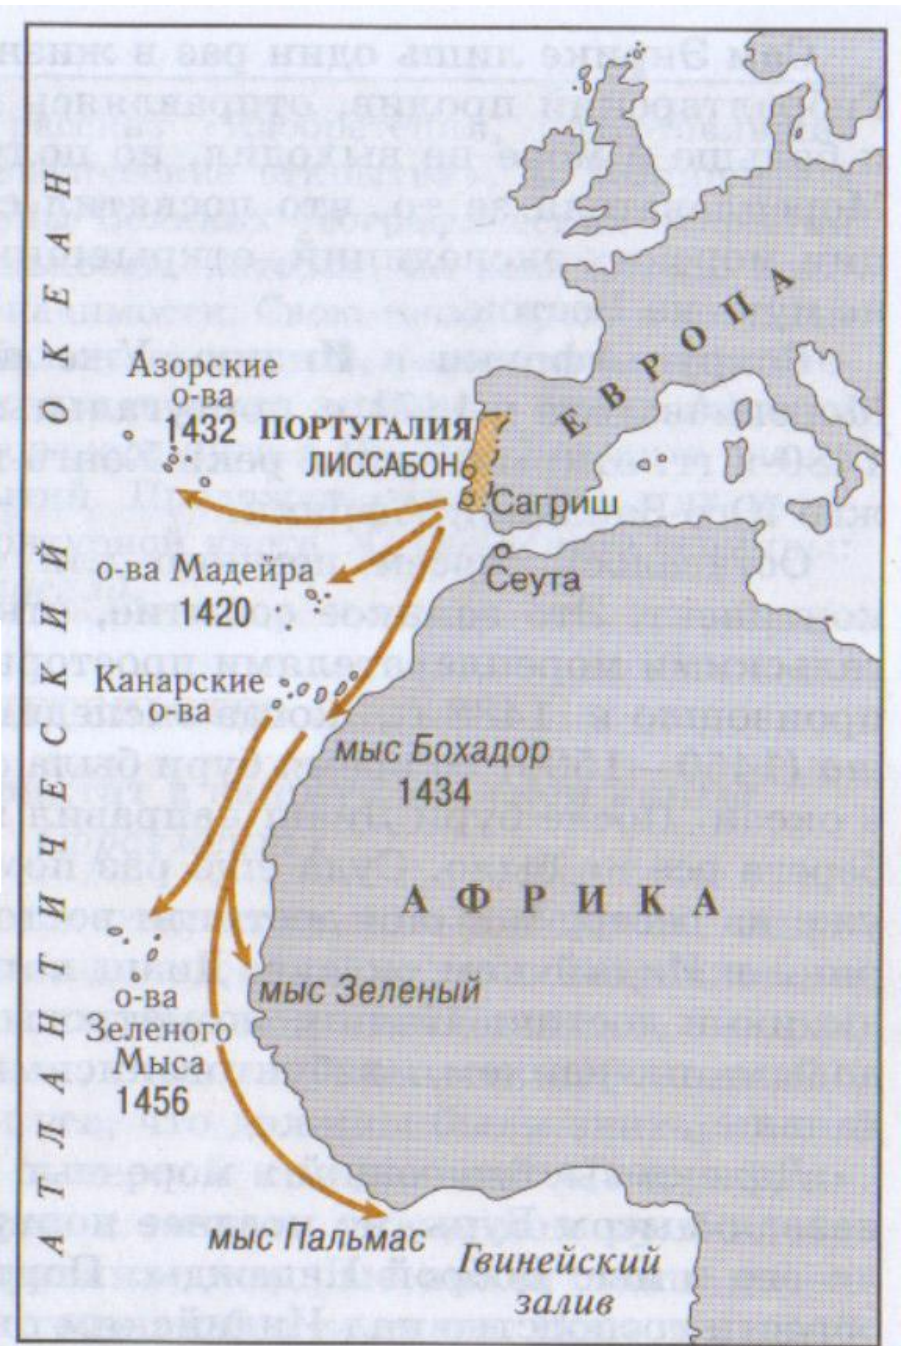 АТЛАНТИЧЕСКИЙ ОКЕАН
ЕВРОПА
Азорские
о-ва
1432
ПОРТУГАЛИЯ
ЛИССАБОН
Сагриш
Сеута
о-ва Мадейра
1420
Канарские
о-ва
мыс Бохадор
1434
АФРИКА
мыс Зеленый
о-ва
Зеленого
Мыса
1456
мыс Пальмас
Гвинейский
залив